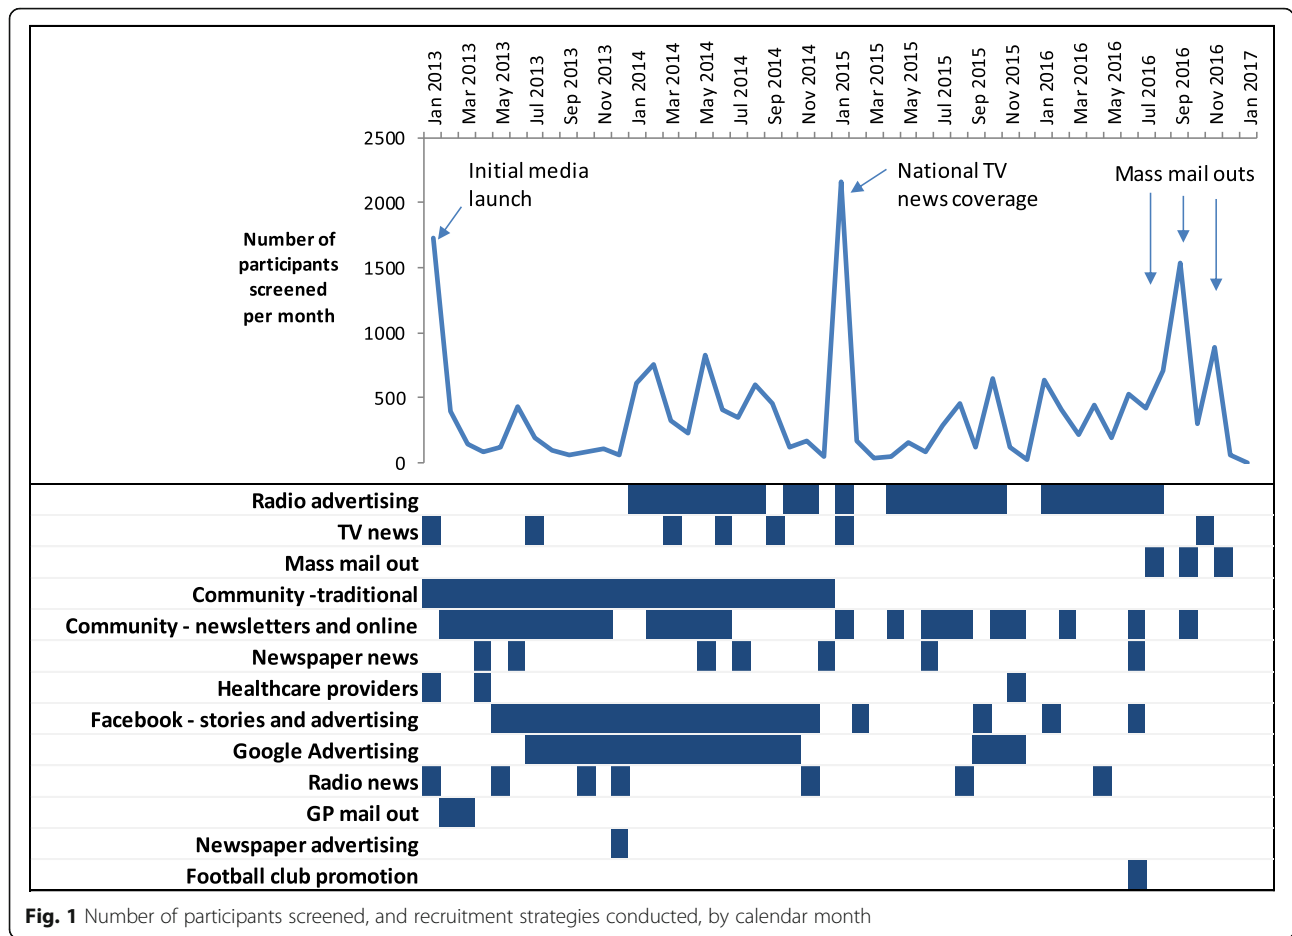 Jan 2013
Mar 2013
May 2013
Jul 2013
Sep 2013
Nov 2013
Jan 2014
Mar 2014
May 2014
Jul 2014
Sep 2014
Nov 2014
Jan 2015
Mar 2015
May 2015
Jul 2015
Sep 2015
Nov 2015
Jan 2016
Mar 2016
May 2016
Jul 2016
Sep 2016
Nov 2016
Jan 2017
2500
2000
1500
1000
500
0
Number of
participants
screened
per month
Initial media
launch
National TV
news coverage
Mass mail outs
Radio advertising
TV news
Mass mail out
Community -traditional
Community - newsletters and online
Newspaper news
Healthcare providers
Facebook - stories and advertising
Google Advertising
Radio news
GP mail out
Newspaper advertising
Football club promotion
Fig. 1 Number of participants screened, and recruitment strategies conducted, by calendar month